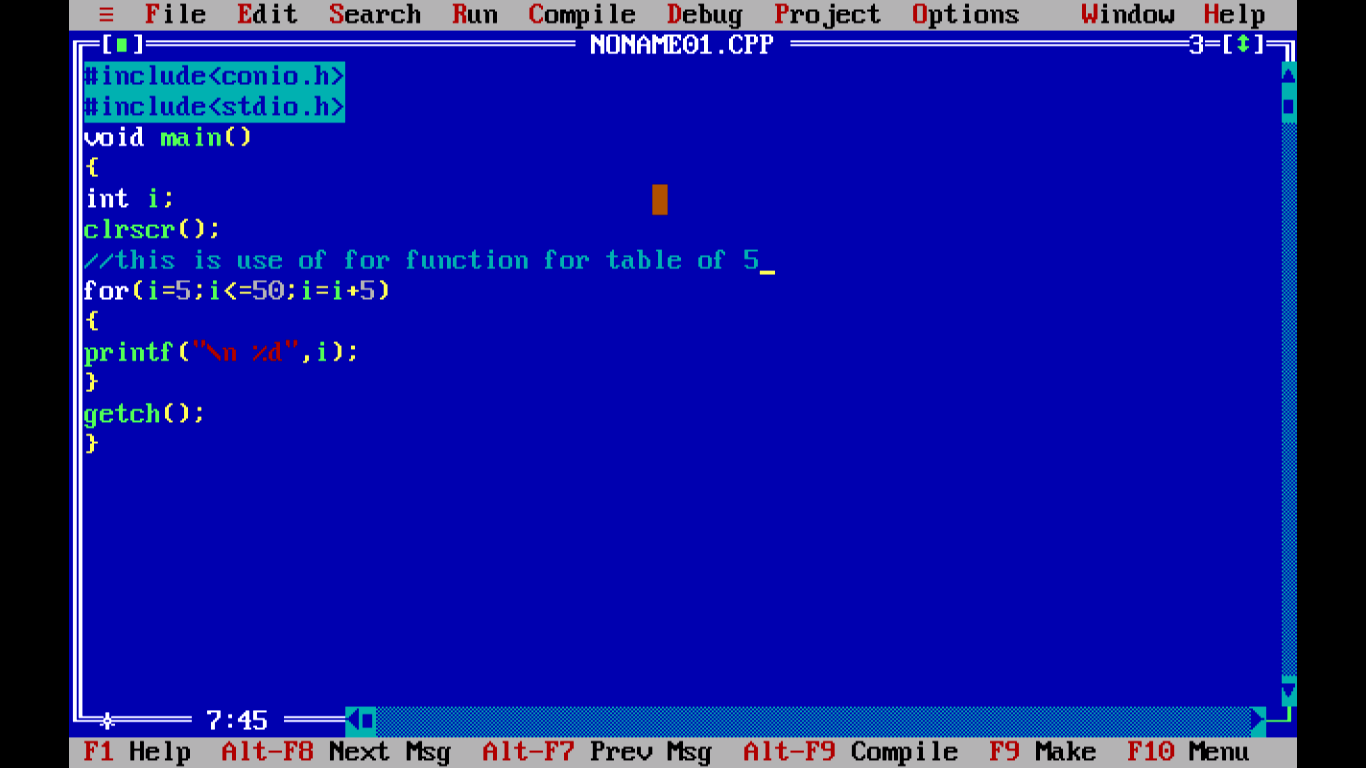 ≡ File Edit Search Run Compile Debug Project Options Window Help
[■] NONAME01.CPP 3=[↕]
#include<conio.h>
#include<stdio.h>
void main()
{
int i;
clrscr();
//this is use of for function for table of 5_
for(i=5;i<=50;i=i+5)
{
printf("\n %d",i);
}
getch();
}
7:45
F1 Help Alt-F8 Next Msg Alt-F7 Prev Msg Alt-F9 Compile F9 Make F10 Menu